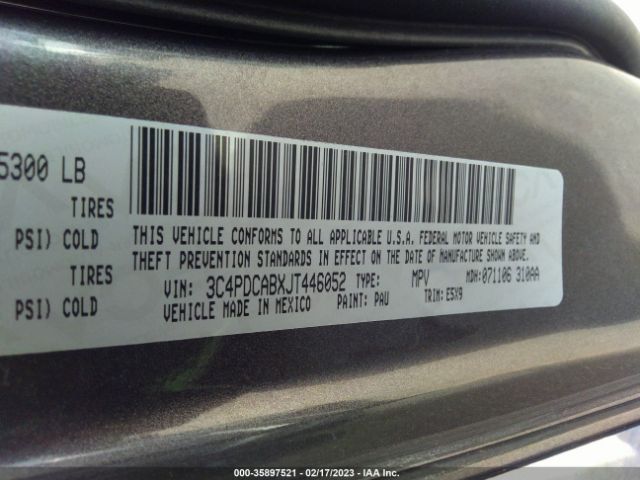 5300 LB
TIRES
PSI) COLD
TIRES
PSI) COLD
THIS VEHICLE CONFORMS TO ALL APPLICABLE U.S.A. FEDERAL MOTOR VEHICLE SAFETY AND
THEFT PREVENTION STANDARDS IN EFFECT ON THE DATE OF MANUFACTURE SHOWN ABOVE.
VIN: 3C4PDCABXJT446052 TYPE: MPV MDH: 071106 310AA
VEHICLE MADE IN MEXICO PAINT: PAU TRIM: E5X9
000-35897521 - 02/17/2023 - IAA Inc.